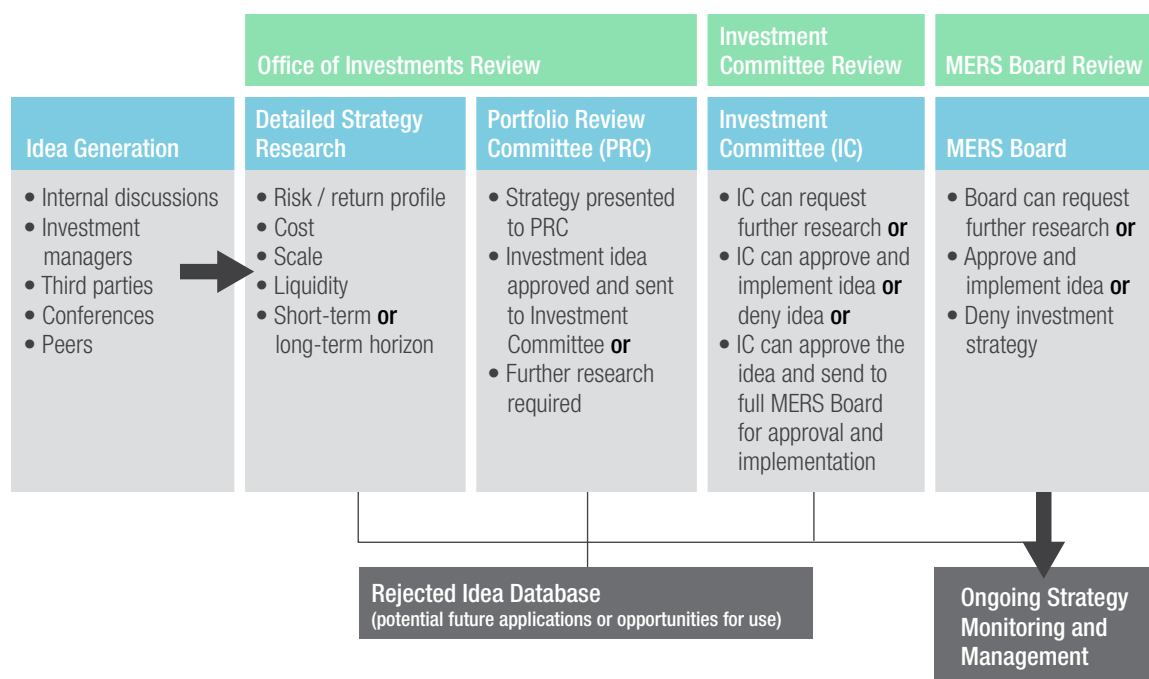 Office of Investments Review
Investment
Committee Review
MERS Board Review
Idea Generation
• Internal discussions
• Investment
managers
• Third parties
• Conferences
• Peers
Detailed Strategy
Research
• Risk / return profile
• Cost
• Scale
• Liquidity
• Short-term or
long-term horizon
Portfolio Review
Committee (PRC)
• Strategy presented
to PRC
• Investment idea
approved and sent
to Investment
Committee or
• Further research
required
Investment
Committee (IC)
• IC can request
further research or
• IC can approve and
implement idea or
deny idea or
• IC can approve the
idea and send to
full MERS Board
for approval and
implementation
MERS Board
• Board can request
further research or
• Approve and
implement idea or
• Deny investment
strategy
Rejected Idea Database
(potential future applications or opportunities for use)
Ongoing Strategy
Monitoring and
Management